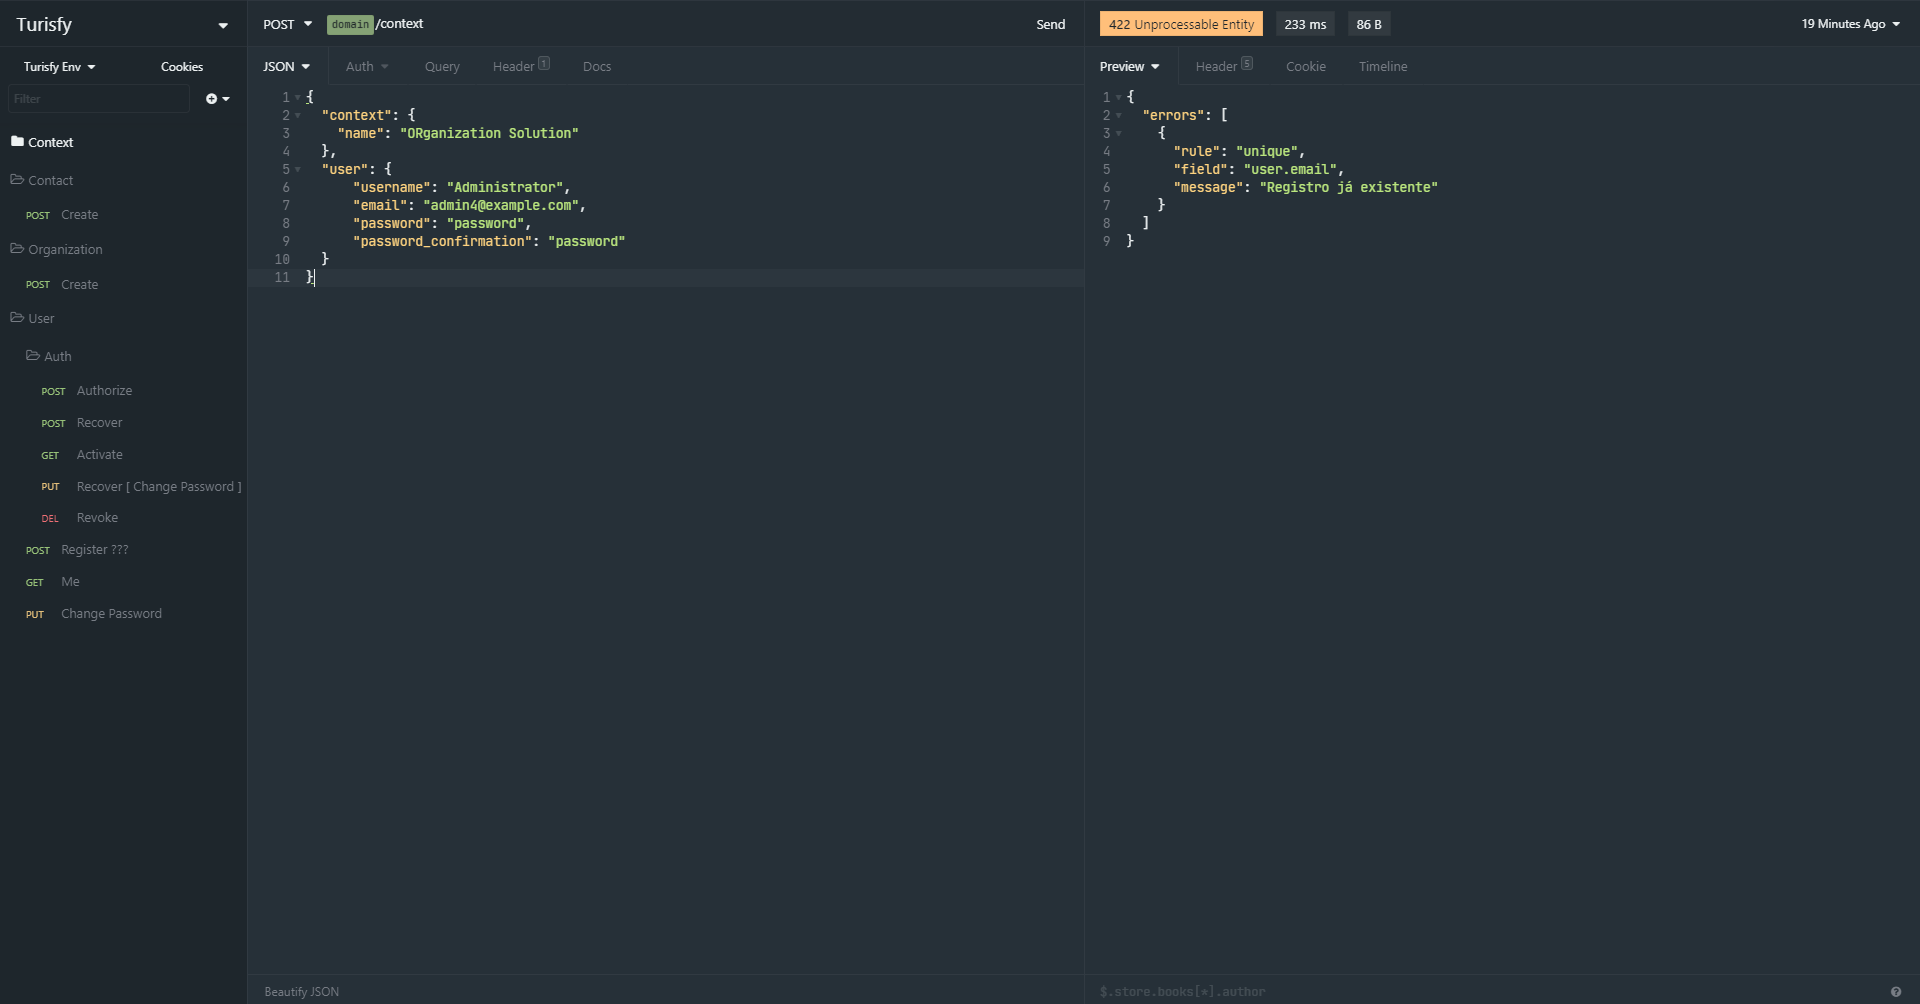 Turisfy
Turisfy Env
Cookies
Filter
Context
Contact
POST Create
Organization
POST Create
User
Auth
POST Authorize
POST Recover
GET Activate
PUT Recover [ Change Password ]
DEL Revoke
POST Register ???
GET Me
PUT Change Password
POST domain/context
Send
JSON
Auth
Query
Header 1
Docs
1 {
2 "context": {
3 "name": "ORganization Solution"
4 },
5 "user": {
6 "username": "Administrator",
7 "email": "admin4@example.com",
8 "password": "password",
9 "password_confirmation": "password"
10 }
11 }
Beautify JSON
422 Unprocessable Entity
233 ms
86 B
19 Minutes Ago
Preview
Header 5
Cookie
Timeline
1 {
2 "errors": [
3 {
4 "rule": "unique",
5 "field": "user.email",
6 "message": "Registro já existente"
7 }
8 ]
9 }
$.store.books[*].author